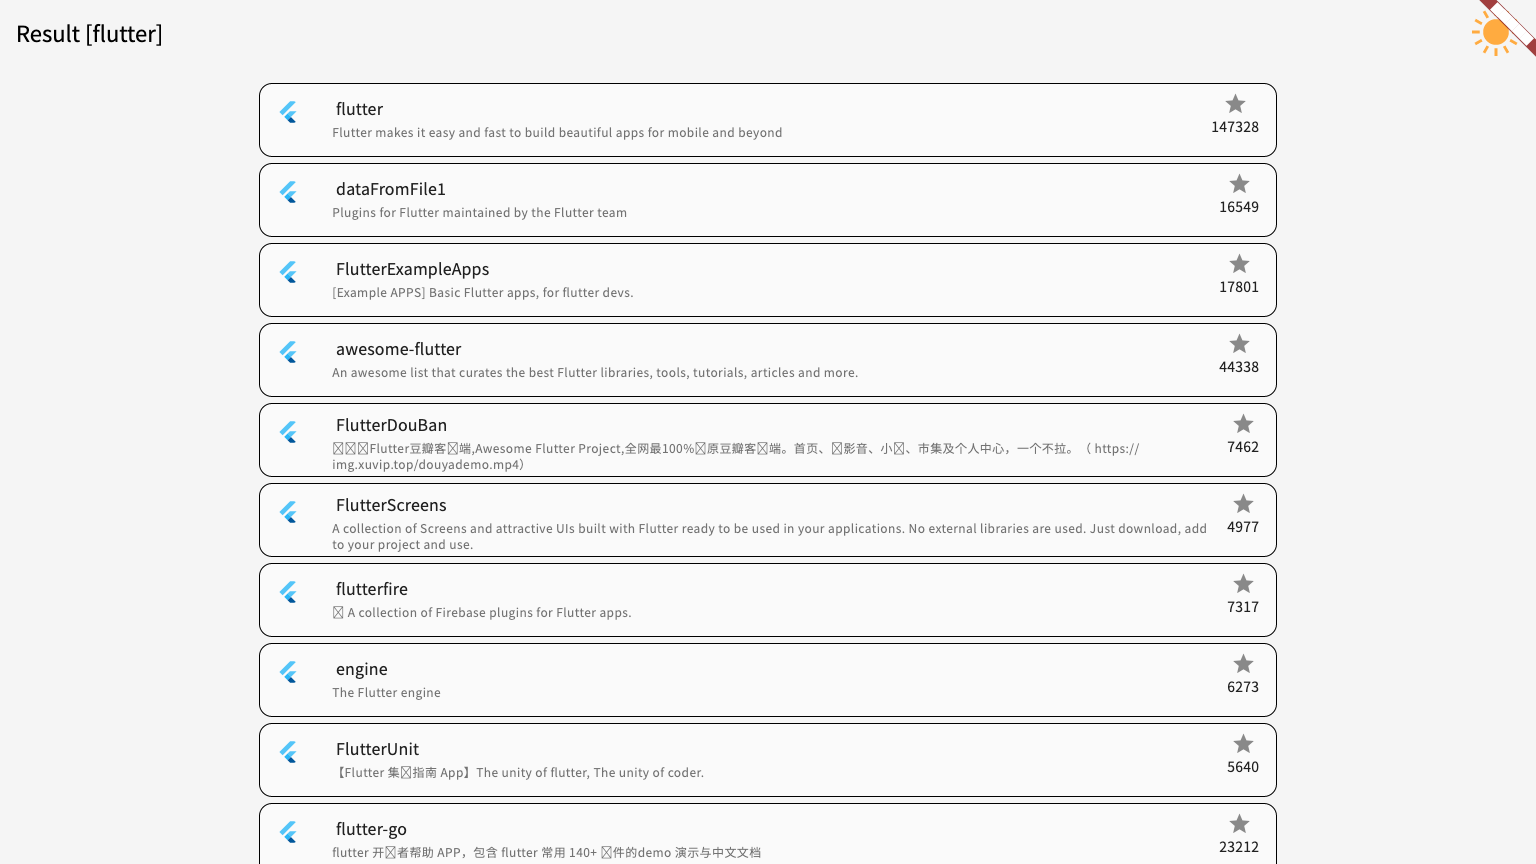 Result [flutter]
flutter
Flutter makes it easy and fast to build beautiful apps for mobile and beyond
147328
dataFromFile1
Plugins for Flutter maintained by the Flutter team
16549
FlutterExampleApps
[Example APPS] Basic Flutter apps, for flutter devs.
17801
awesome-flutter
An awesome list that curates the best Flutter libraries, tools, tutorials, articles and more.
44338
FlutterDouBan
Flutter豆瓣客端,Awesome Flutter Project,全网最100%原豆瓣客端。首页、影音、小、市集及个人中心，一个不拉。（ https://
img.xuvip.top/douyademo.mp4）
7462
FlutterScreens
A collection of Screens and attractive UIs built with Flutter ready to be used in your applications. No external libraries are used. Just download, add
to your project and use.
4977
flutterfire
A collection of Firebase plugins for Flutter apps.
7317
engine
The Flutter engine
6273
FlutterUnit
【Flutter 集指南 App】The unity of flutter, The unity of coder.
5640
flutter-go
flutter 开者帮助 APP，包含 flutter 常用 140+ 件的demo 演示与中文文档
23212